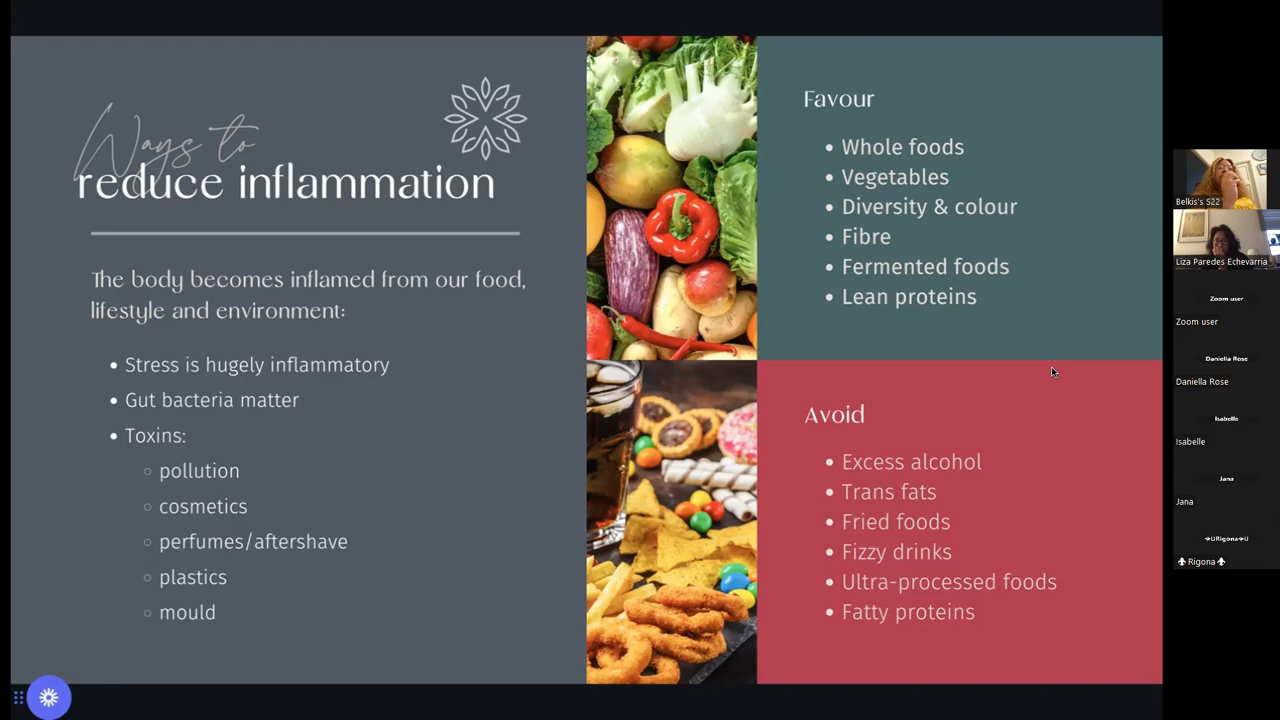 Ways to
reduce inflammation
The body becomes inflamed from our food,
lifestyle and environment:
Stress is hugely inflammatory
Gut bacteria matter
Toxins:
pollution
cosmetics
perfumes/aftershave
plastics
mould
Favour
Whole foods
Vegetables
Diversity & colour
Fibre
Fermented foods
Lean proteins
Avoid
Excess alcohol
Trans fats
Fried foods
Fizzy drinks
Ultra-processed foods
Fatty proteins
Belkis's S22
Liza Paredes Echevarria
Zoom user
Zoom user
Daniella Rose
Daniella Rose
Isabelle
Isabelle
Jana
Jana
URigonaU
Rigona